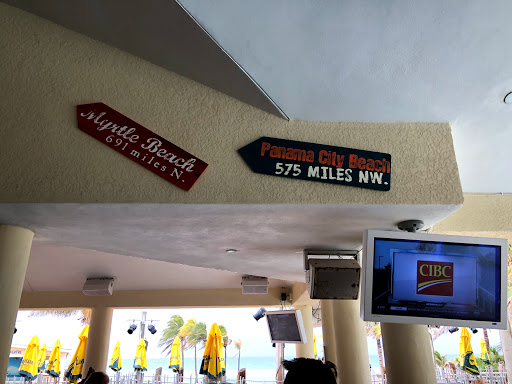 Myrtle Beach
691 miles N.
Panama City Beach
575 MILES NW.
CIBC